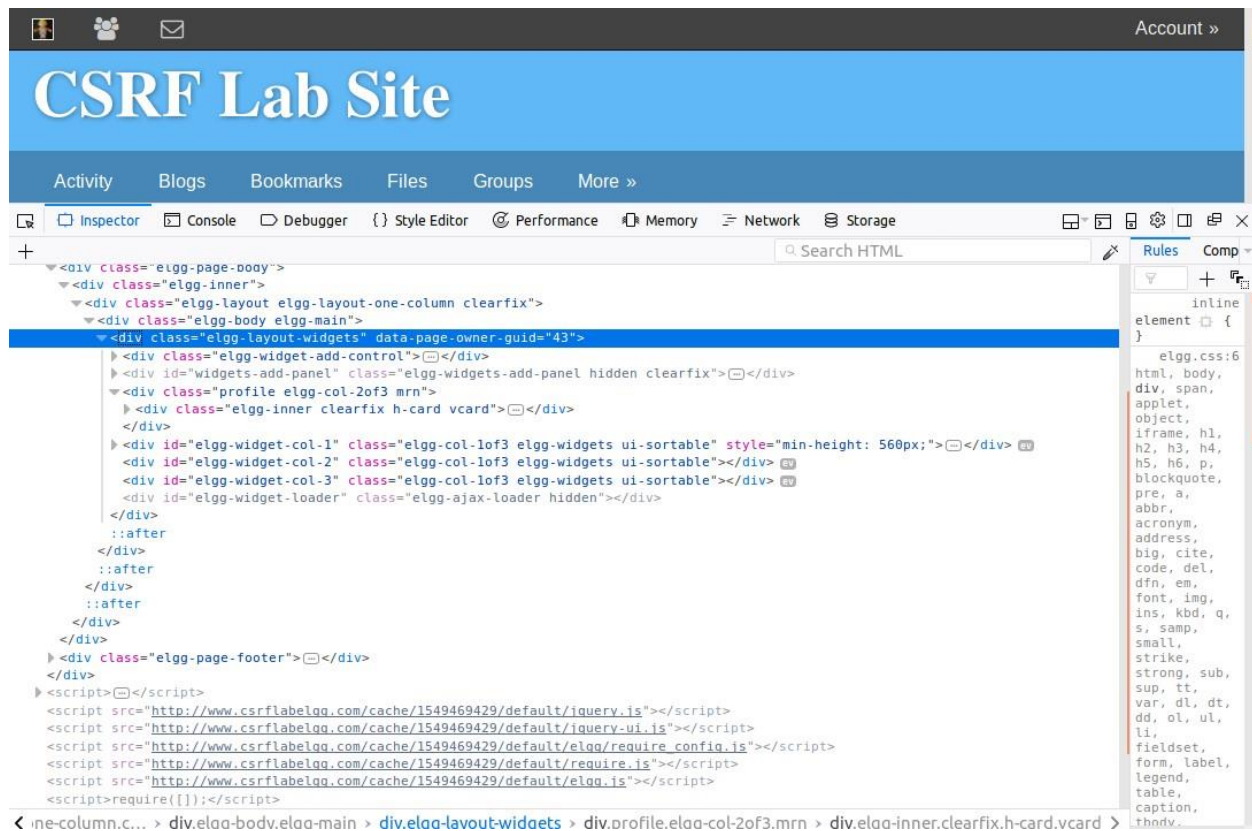 Account »
CSRF Lab Site
Activity Blogs Bookmarks Files Groups More »
Inspector Console Debugger {} Style Editor Performance Memory Network Storage
+ Search HTML Rules Comp
<div class="elgg-page-body">
<div class="elgg-inner">
<div class="elgg-layout elgg-layout-one-column clearfix">
<div class="elgg-body elgg-main">
<div class="elgg-layout-widgets" data-page-owner-guid="43">
<div class="elgg-widget-add-control"></div>
<div id="widgets-add-panel" class="elgg-widgets-add-panel hidden clearfix"></div>
<div class="profile elgg-col-2of3 mrn">
<div class="elgg-inner clearfix h-card vcard"></div>
</div>
<div id="elgg-widget-col-1" class="elgg-col-1of3 elgg-widgets ui-sortable" style="min-height: 560px;"></div> ev
<div id="elgg-widget-col-2" class="elgg-col-1of3 elgg-widgets ui-sortable"></div> ev
<div id="elgg-widget-col-3" class="elgg-col-1of3 elgg-widgets ui-sortable"></div> ev
<div id="elgg-widget-loader" class="elgg-ajax-loader hidden"></div>
</div>
::after
</div>
::after
</div>
::after
</div>
</div>
<div class="elgg-page-footer"></div>
</div>
<script></script>
<script src="http://www.csrflabelgg.com/cache/1549469429/default/jquery.js"></script>
<script src="http://www.csrflabelgg.com/cache/1549469429/default/jquery-ui.js"></script>
<script src="http://www.csrflabelgg.com/cache/1549469429/default/elgg/require_config.js"></script>
<script src="http://www.csrflabelgg.com/cache/1549469429/default/require.js"></script>
<script src="http://www.csrflabelgg.com/cache/1549469429/default/elgg.js"></script>
<script>require([]);</script>
ne-column.c... > div.elgg-body.elgg-main > div.elgg-layout-widgets > div.profile.elgg-col-2of3.mrn > div.elgg-inner.clearfix.h-card.vcard >
+
inline
element {
}
elgg.css:6
html, body,
div, span,
applet,
object,
iframe, h1,
h2, h3, h4,
h5, h6, p,
blockquote,
pre, a,
abbr,
acronym,
address,
big, cite,
code, del,
dfn, em,
font, img,
ins, kbd, q,
s, samp,
small,
strike,
strong, sub,
sup, tt,
var, dl, dt,
dd, ol, ul,
li,
fieldset,
form, label,
legend,
table,
caption,
tbody,